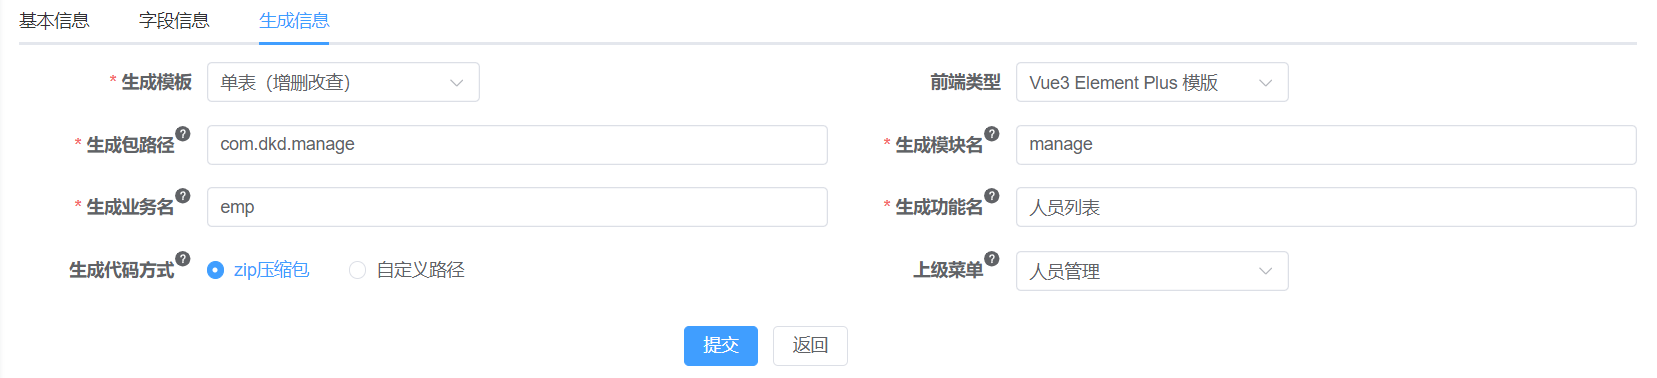 基本信息 字段信息 生成信息
* 生成模板 单表（增删改查） 前端类型 Vue3 Element Plus 模版
* 生成包路径 ? com.dkd.manage * 生成模块名 ? manage
* 生成业务名 ? emp * 生成功能名 ? 人员列表
生成代码方式 ? zip压缩包 自定义路径 上级菜单 ? 人员管理
提交 返回